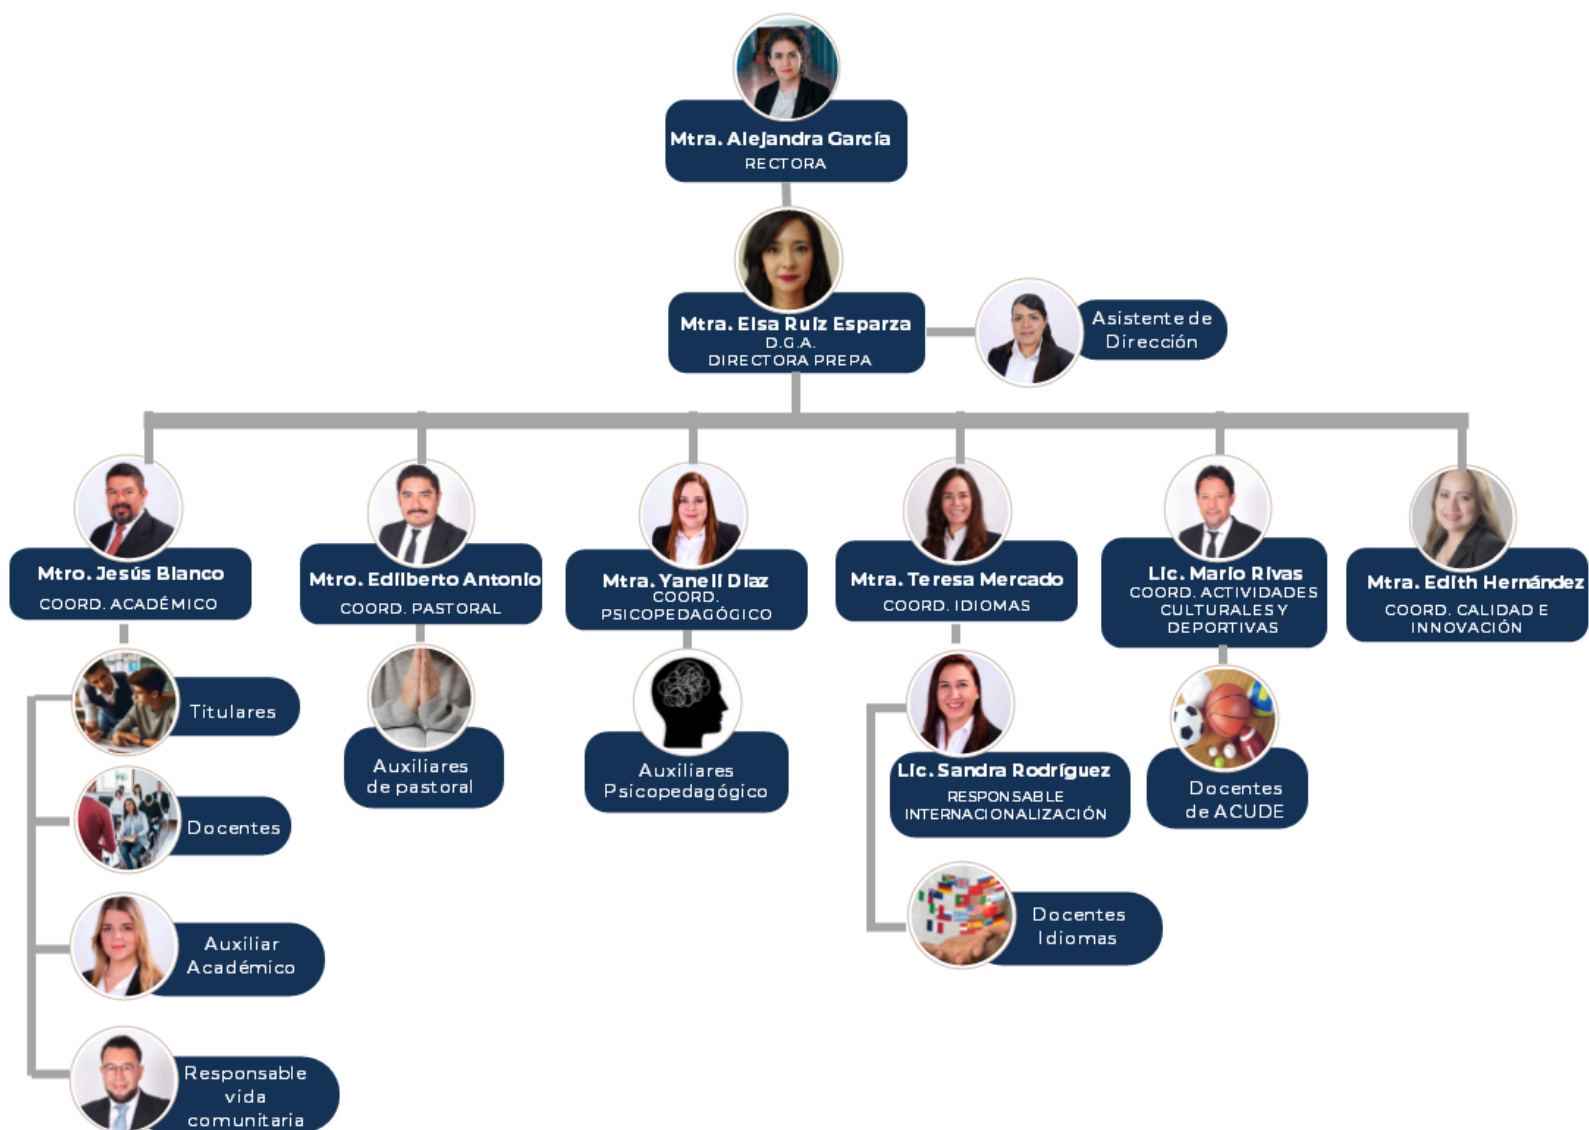 Mtra. Alejandra García
RECTORA
Mtra. Elsa Ruiz Esparza
D.G.A.
DIRECTORA PREPA
Asistente de
Dirección
Mtro. Jesús Blanco
COORD. ACADÉMICO
Mtro. Edilberto Antonio
COORD. PASTORAL
Mtra. Yaneli Díaz
COORD.
PSICOPEDAGÓGICO
Mtra. Teresa Mercado
COORD. IDIOMAS
Lic. Mario Rivas
COORD. ACTIVIDADES
CULTURALES Y
DEPORTIVAS
Mtra. Edith Hernández
COORD. CALIDAD E
INNOVACIÓN
Titulares
Docentes
Auxiliar
Académico
Responsable
vida
comunitaria
Auxiliares
de pastoral
Auxiliares
Psicopedagógico
Lic. Sandra Rodríguez
RESPONSABLE
INTERNACIONALIZACIÓN
Docentes
Idiomas
Docentes
de ACUDE